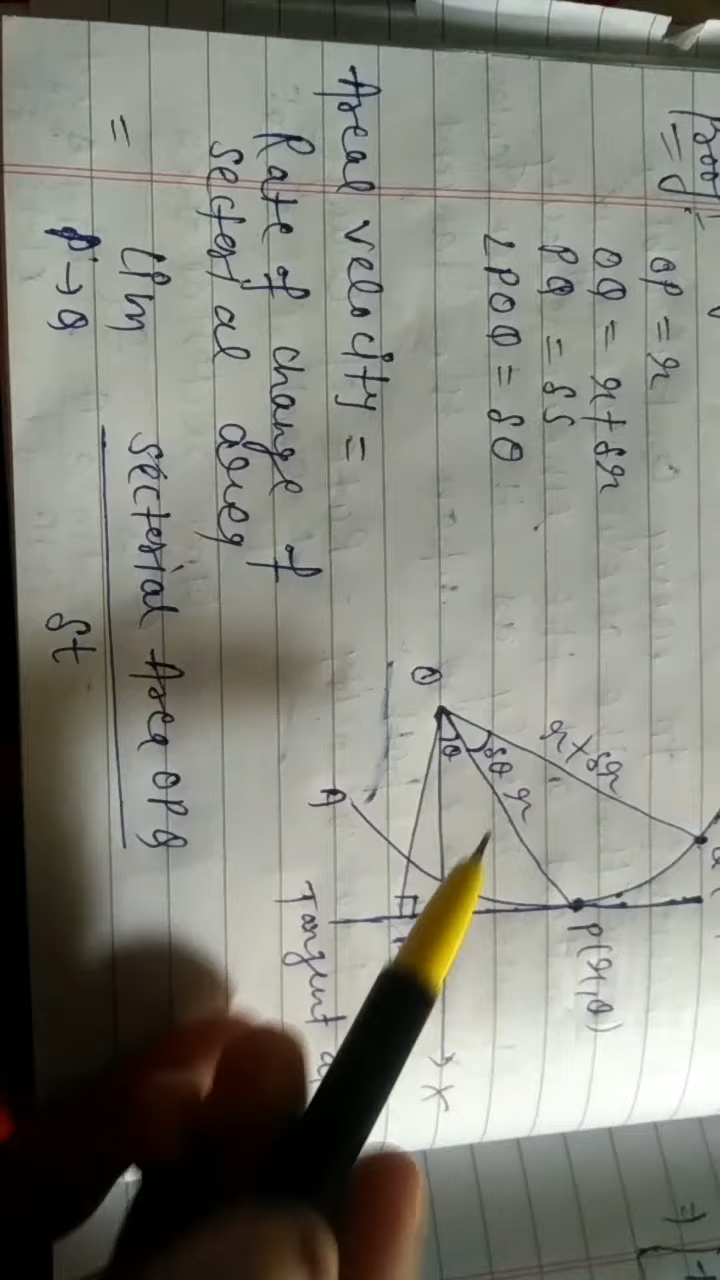 proof:-
OP = r
OQ = r+δr
PQ = δS
∠POQ = δθ
Areal velocity =
Rate of change of
sectorial area
= lim
P→Q
sectorial Area OPQ
δt
O
r+δr
δθ
r
θ
A
P(r,θ)
Tangent
X